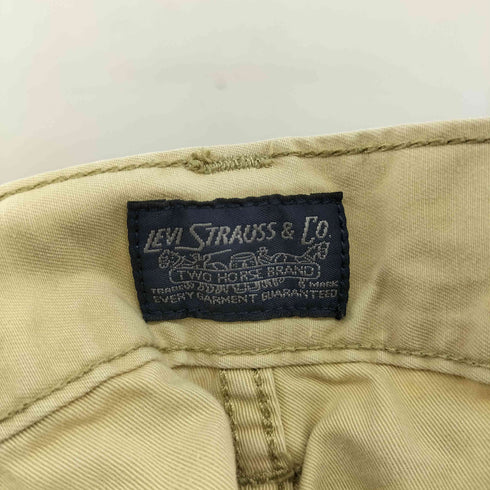 LEVI STRAUSS & CO.
TWO HORSE BRAND
TRADE MARK
EVERY GARMENT GUARANTEED